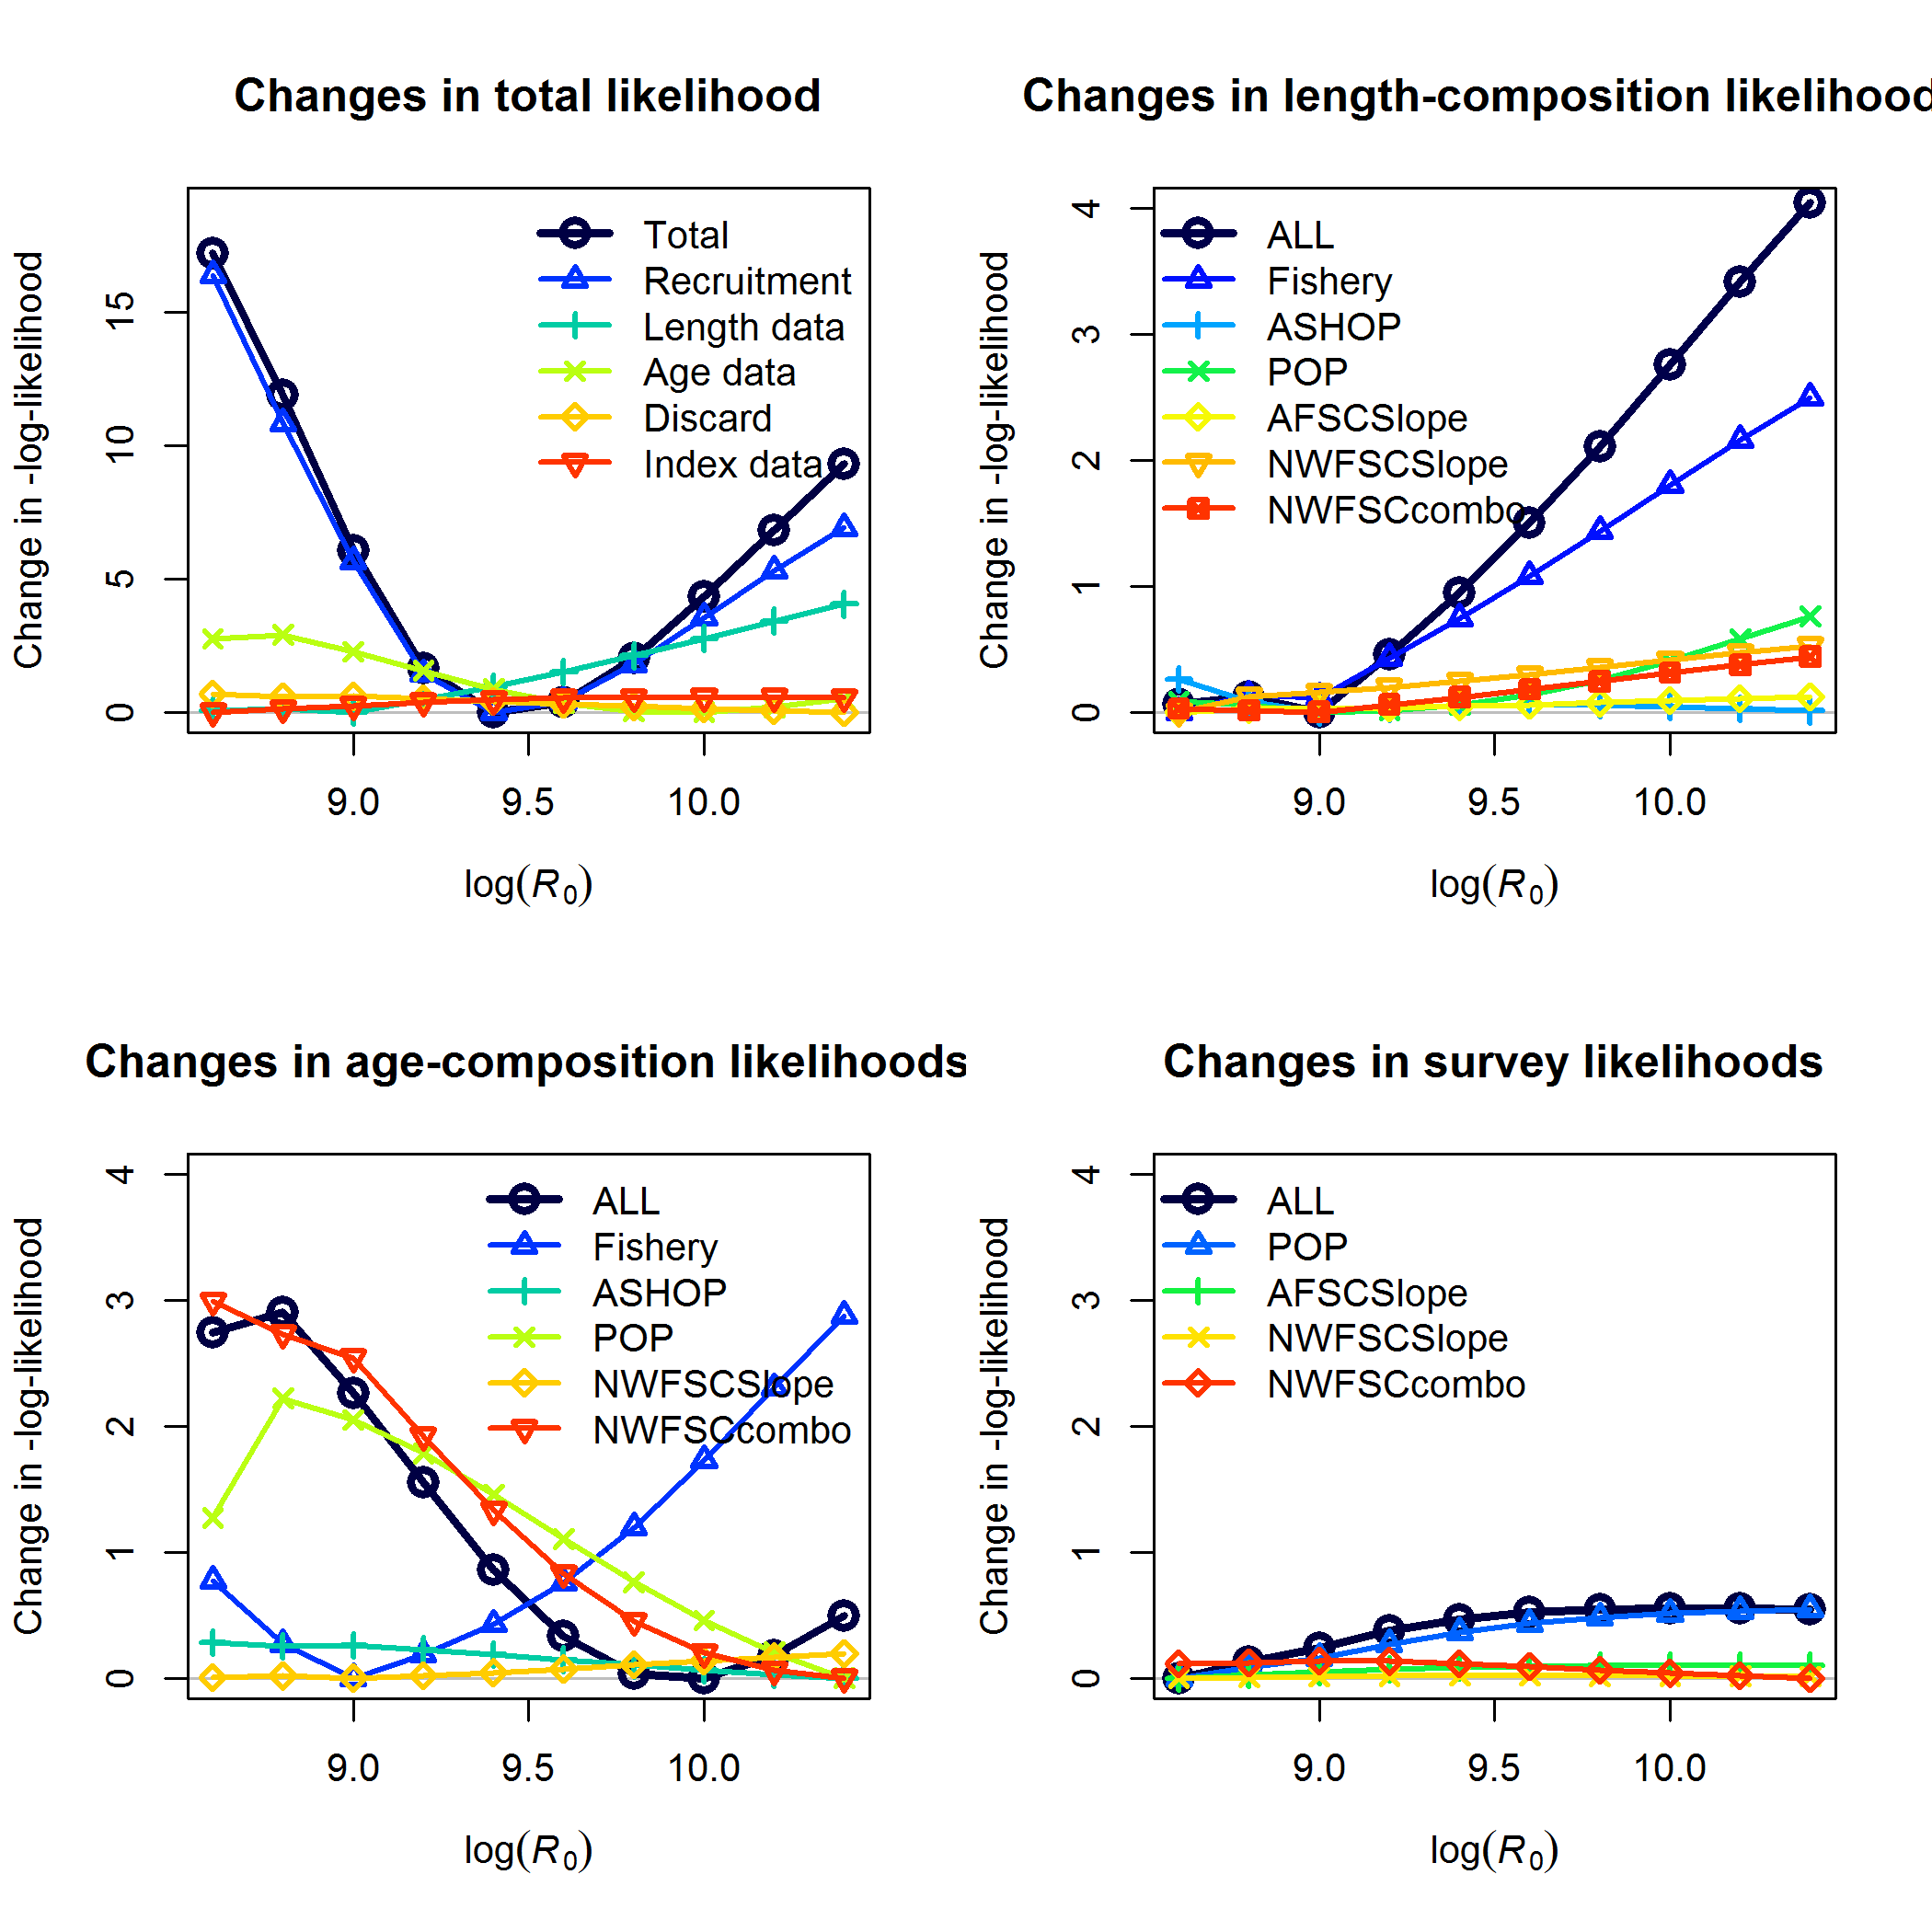 Changes in total likelihood
Change in -log-likelihood
0 5 10 15
Total
Recruitment
Length data
Age data
Discard
Index data
9.0 9.5 10.0
log(R0)
Changes in length-composition likelihood
Change in -log-likelihood
0 1 2 3 4
ALL
Fishery
ASHOP
POP
AFSCSlope
NWFSCSlope
NWFSCcombo
9.0 9.5 10.0
log(R0)
Changes in age-composition likelihoods
Change in -log-likelihood
0 1 2 3 4
ALL
Fishery
ASHOP
POP
NWFSCSlope
NWFSCcombo
9.0 9.5 10.0
log(R0)
Changes in survey likelihoods
Change in -log-likelihood
0 1 2 3 4
ALL
POP
AFSCSlope
NWFSCSlope
NWFSCcombo
9.0 9.5 10.0
log(R0)